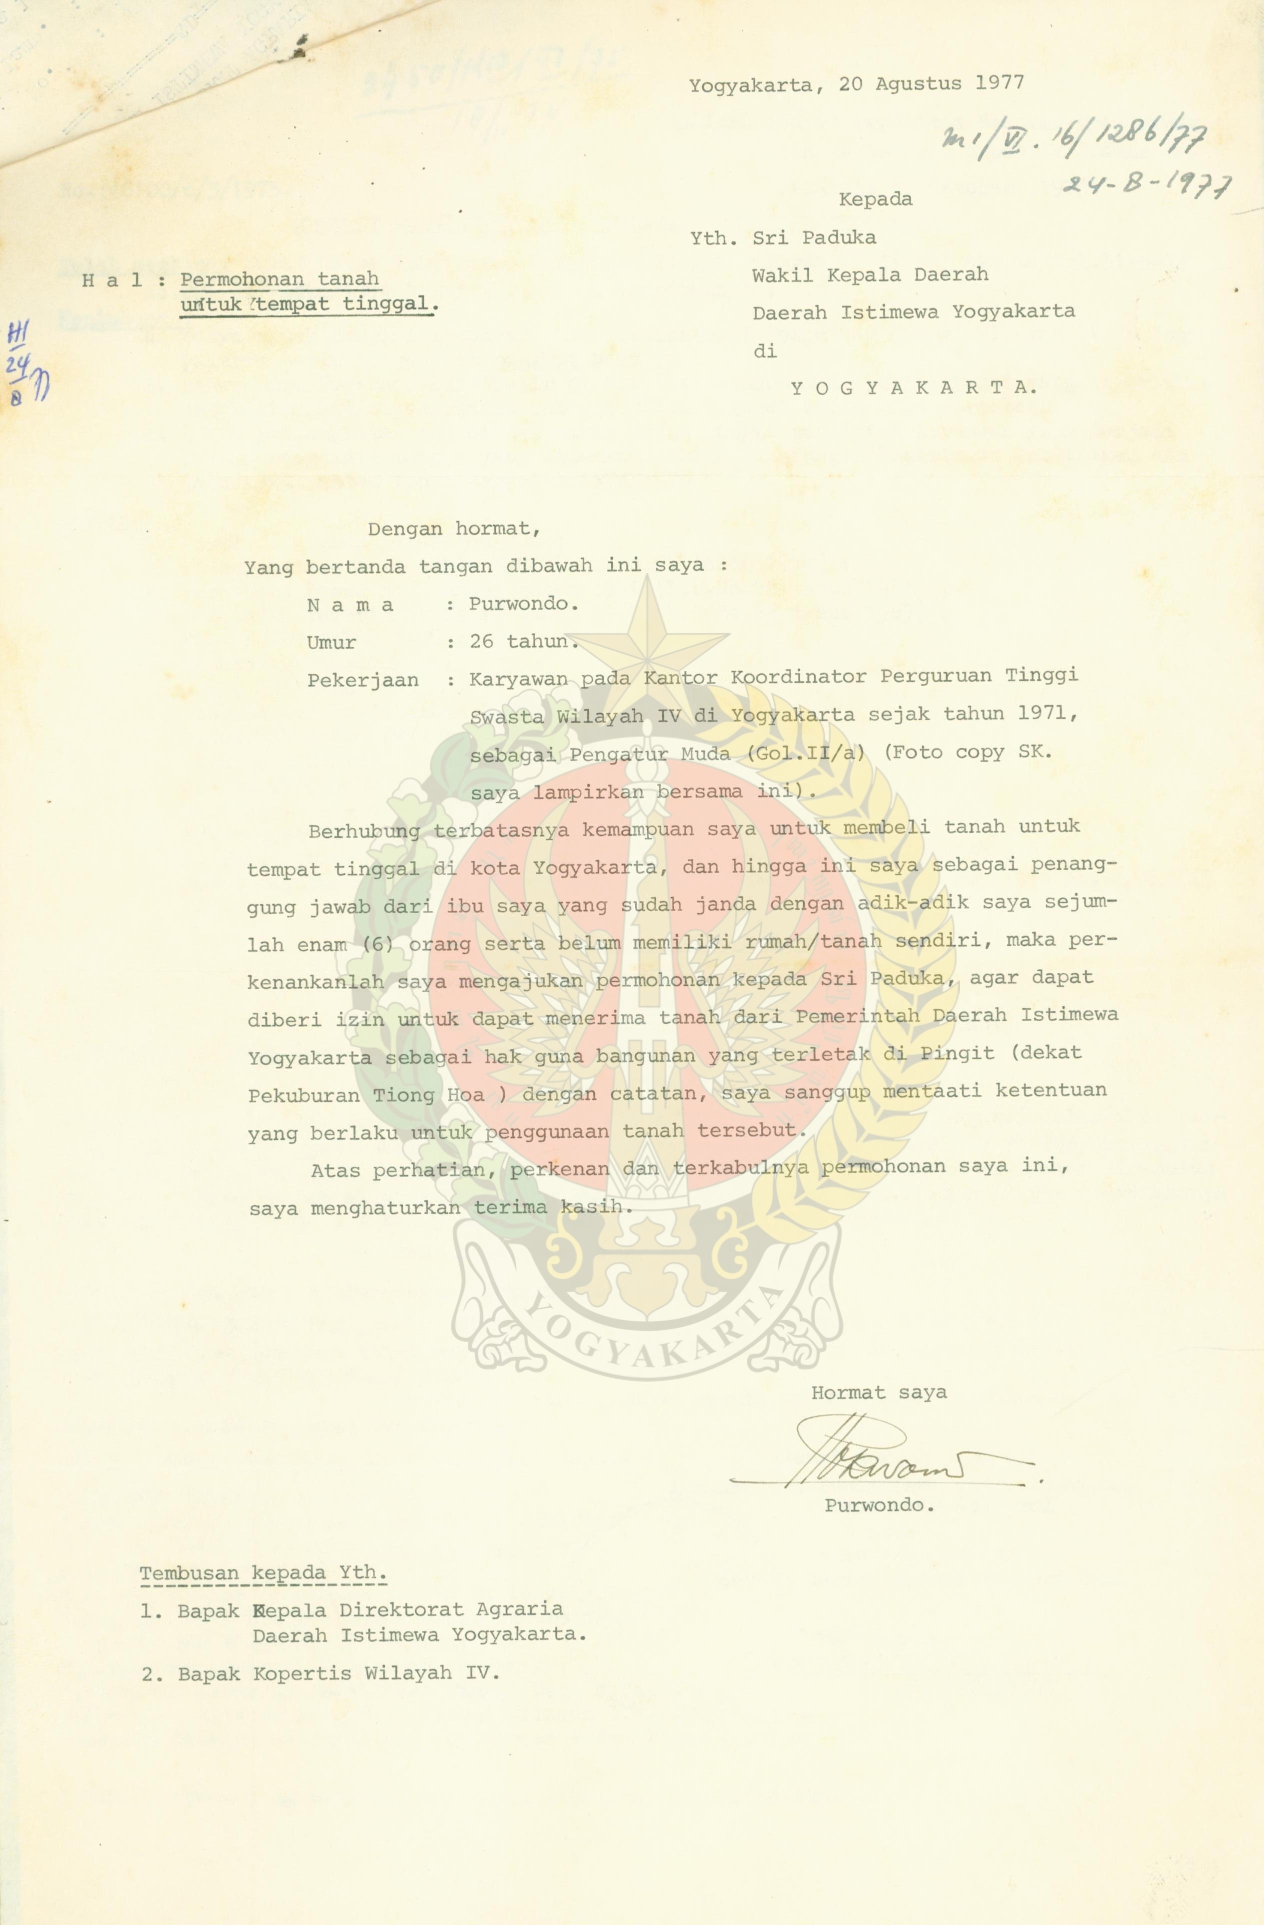 Yogyakarta, 20 Agustus 1977
m1/VI.16/1286/77
24-8-1977
Kepada
Yth. Sri Paduka
Wakil Kepala Daerah
Daerah Istimewa Yogyakarta
di
Y O G Y A K A R T A.
H a l : Permohonan tanah
untuk tempat tinggal.
Dengan hormat,
Yang bertanda tangan dibawah ini saya :
N a m a : Purwondo.
Umur : 26 tahun.
Pekerjaan : Karyawan pada Kantor Koordinator Perguruan Tinggi
Swasta Wilayah IV di Yogyakarta sejak tahun 1971,
sebagai Pengatur Muda (Gol.II/a) (Foto copy SK.
saya lampirkan bersama ini).
Berhubung terbatasnya kemampuan saya untuk membeli tanah untuk
tempat tinggal di kota Yogyakarta, dan hingga ini saya sebagai penang-
gung jawab dari ibu saya yang sudah janda dengan adik-adik saya sejum-
lah enam (6) orang serta belum memiliki rumah/tanah sendiri, maka per-
kenankanlah saya mengajukan permohonan kepada Sri Paduka, agar dapat
diberi izin untuk dapat menerima tanah dari Pemerintah Daerah Istimewa
Yogyakarta sebagai hak guna bangunan yang terletak di Pingit (dekat
Pekuburan Tiong Hoa ) dengan catatan, saya sanggup mentaati ketentuan
yang berlaku untuk penggunaan tanah tersebut.
Atas perhatian, perkenan dan terkabulnya permohonan saya ini,
saya menghaturkan terima kasih.
YOGYAKARTA
Hormat saya
Purwondo.
Tembusan kepada Yth.
1. Bapak Kepala Direktorat Agraria
Daerah Istimewa Yogyakarta.
2. Bapak Kopertis Wilayah IV.